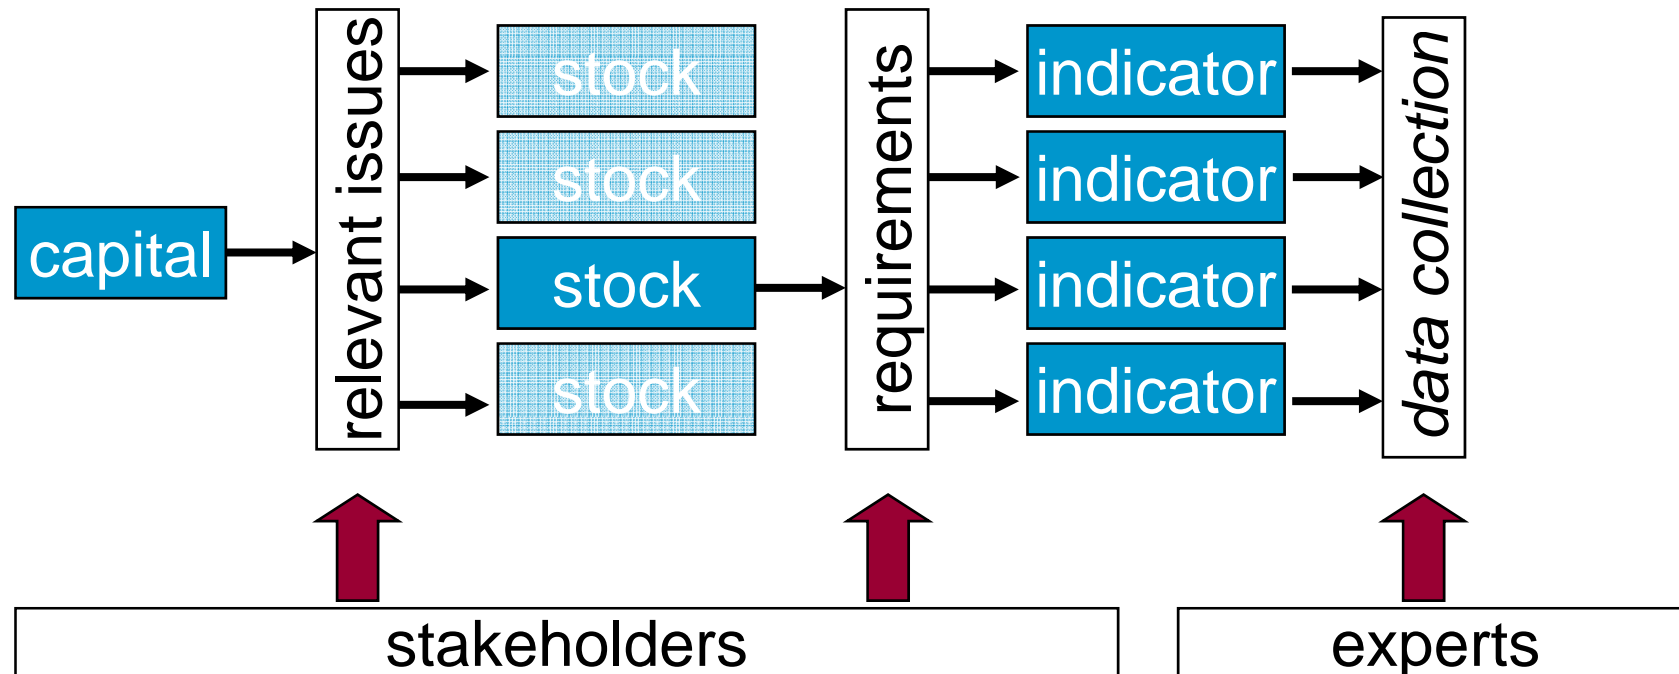 capital
relevant issues
stock
stock
stock
stock
requirements
indicator
indicator
indicator
indicator
data collection
stakeholders
experts